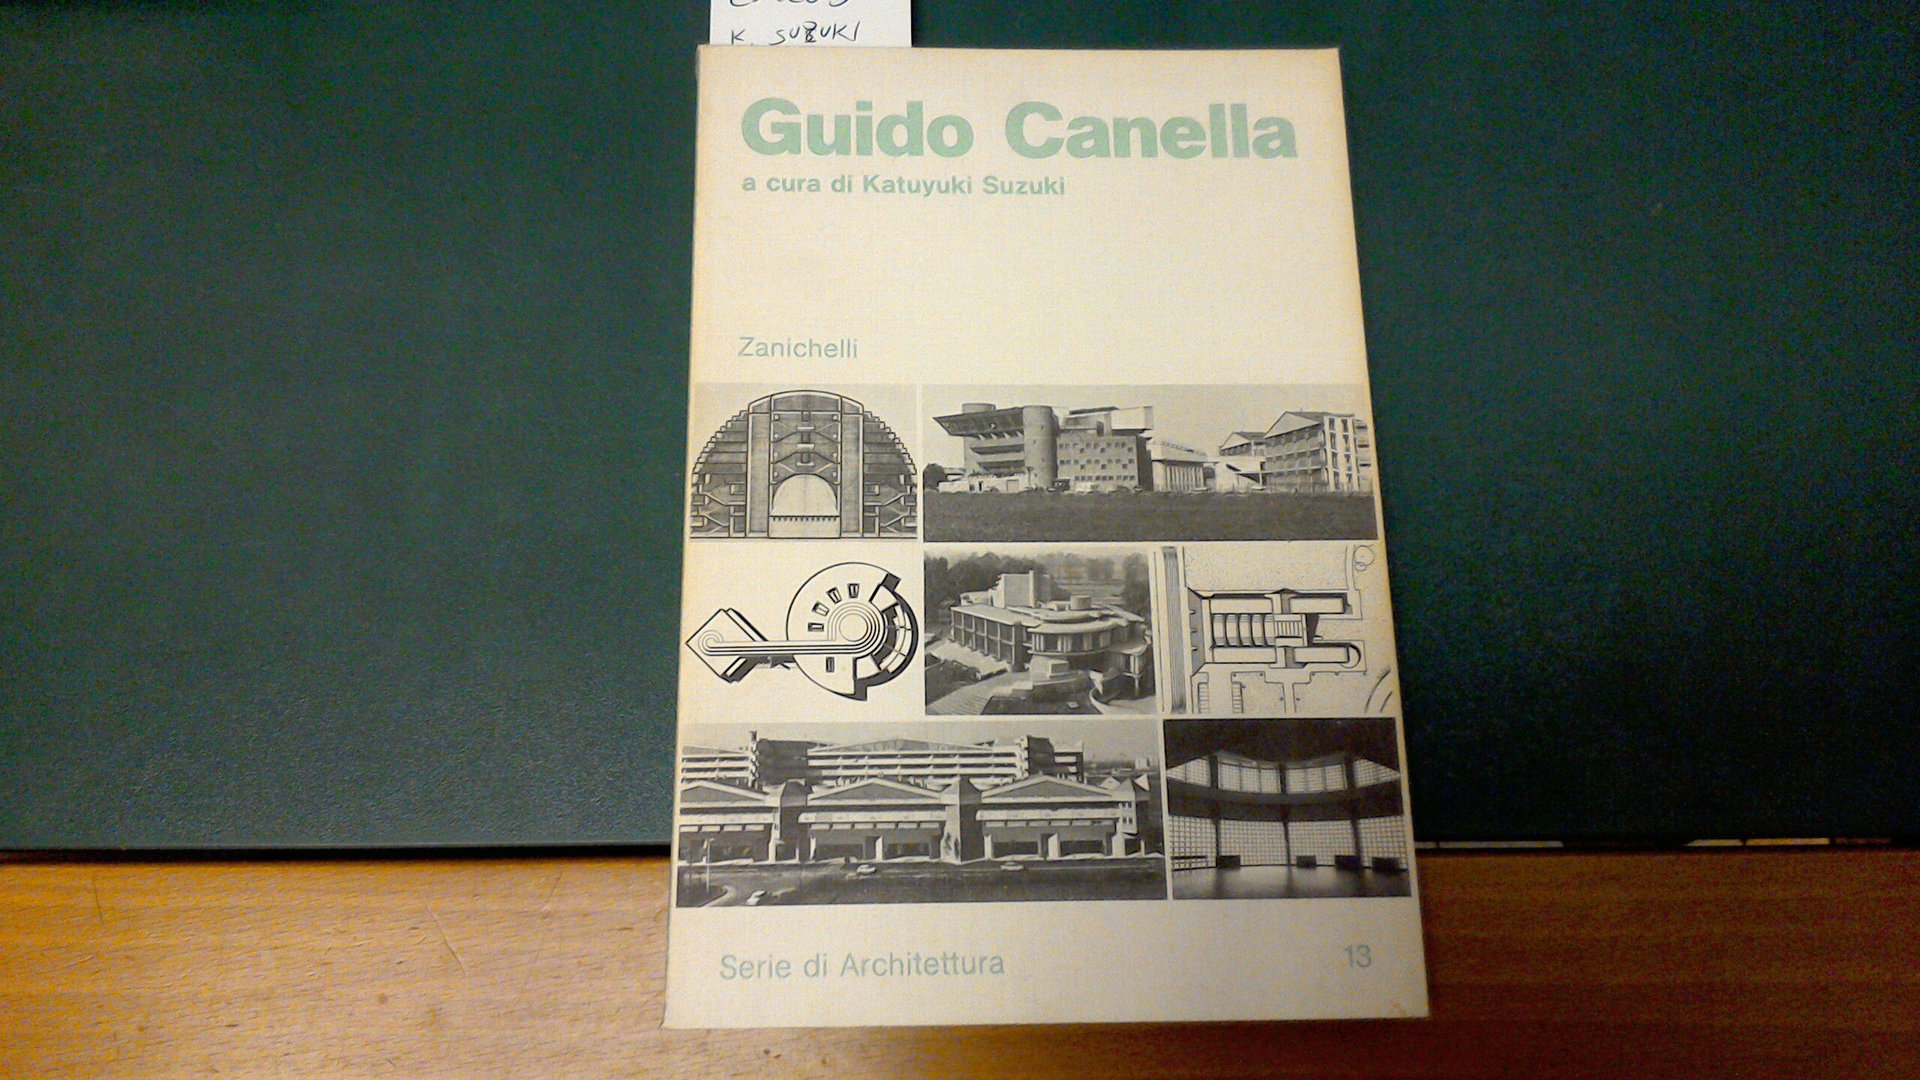 K. SUZUKI
Guido Canella
a cura di Katuyuki Suzuki
Zanichelli
Serie di Architettura
13